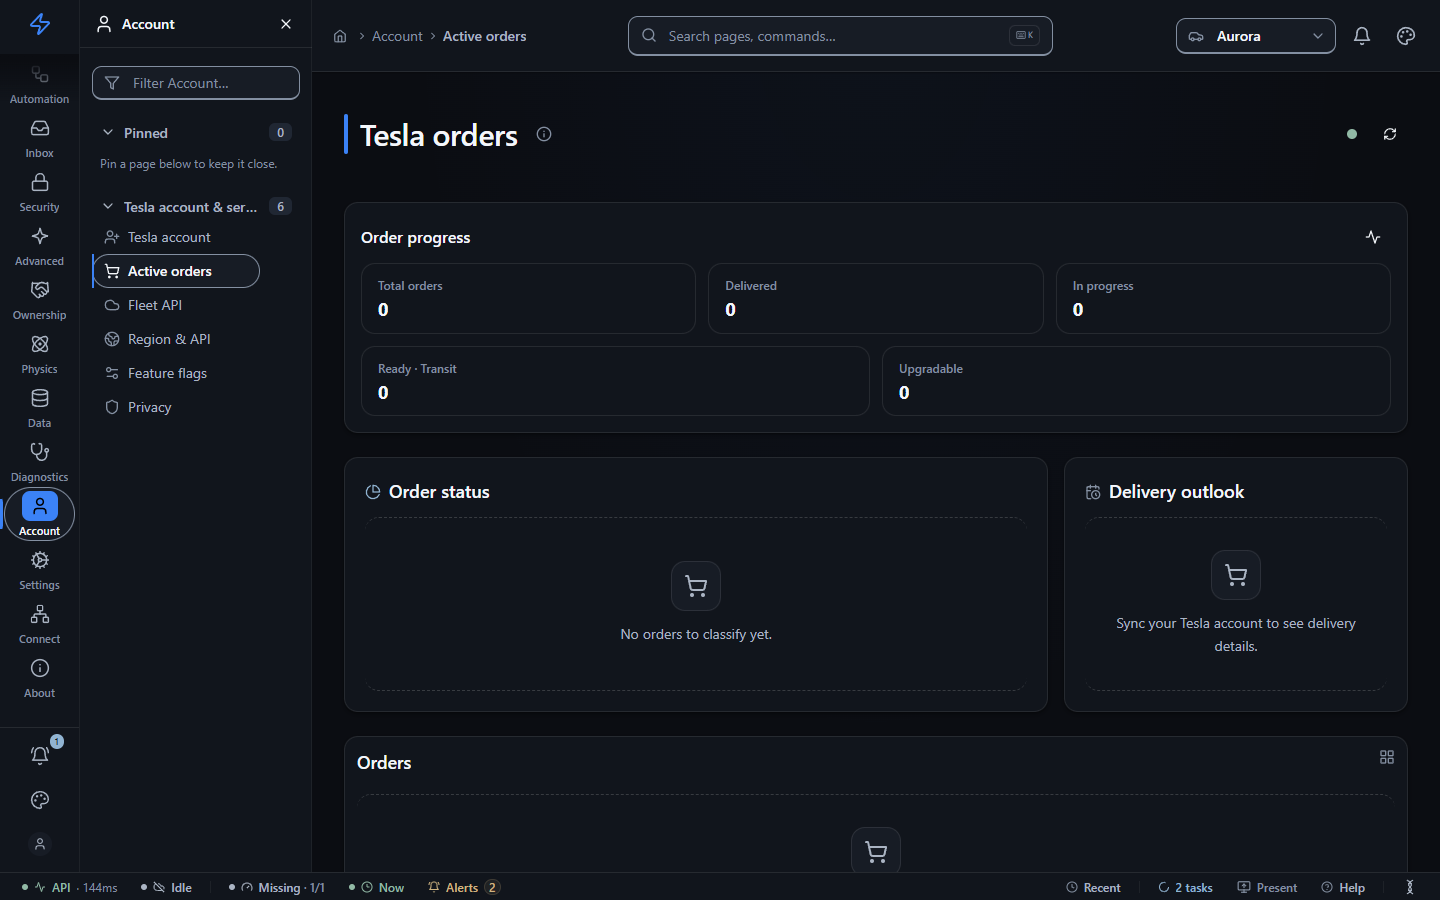 Automation
Inbox
Security
Advanced
Ownership
Physics
Data
Diagnostics
Account
Settings
Connect
About
1
Account
Filter Account...
Pinned
0
Pin a page below to keep it close.
Tesla account & ser...
6
Tesla account
Active orders
Fleet API
Region & API
Feature flags
Privacy
Account
Active orders
Search pages, commands...
K
Aurora
Tesla orders
Order progress
Total orders
0
Delivered
0
In progress
0
Ready · Transit
0
Upgradable
0
Order status
No orders to classify yet.
Delivery outlook
Sync your Tesla account to see delivery
details.
Orders
API · 144ms
Idle
Missing · 1/1
Now
Alerts 2
Recent
2 tasks
Present
Help